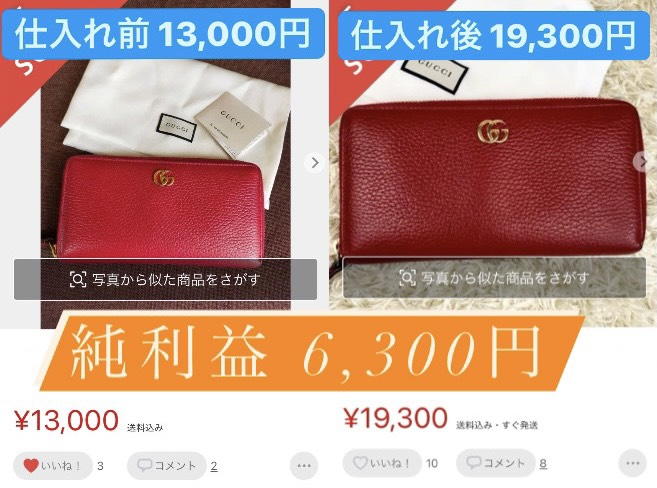 仕入れ前 13,000円
仕入れ後 19,300円
GUCCI
GUCCI
GUCCI
写真から似た商品をさがす
写真から似た商品をさがす
純利益 6,300円
¥13,000 送料込み
¥19,300 送料込み・すぐ発送
いいね！ 3 コメント 2
いいね！ 10 コメント 8